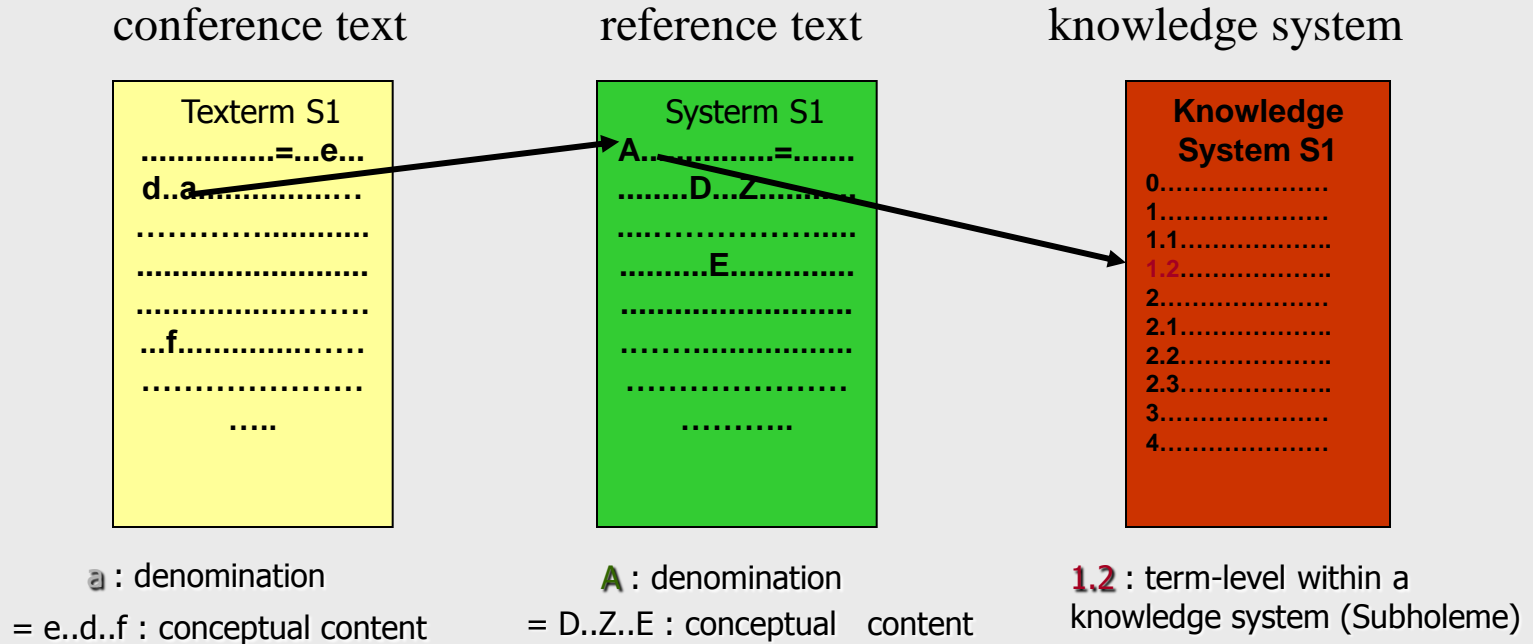 conference text
reference text
knowledge system
Texterm S1
...............=...e...
d..a...................
………….............
..........................
.................…….
...f..............……
…………………
…..
Systerm S1
A...............=.......
........D...Z...........
....……………......
..........E..............
..........................
……....................
…………………
………..
Knowledge
System S1
0…………………
1…………………
1.1………………..
1.2………………..
2…………………
2.1………………..
2.2………………..
2.3………………..
3…………………
4…………………
a : denomination
= e..d..f : conceptual content
A : denomination
= D..Z..E : conceptual content
1.2 : term-level within a
knowledge system (Subholeme)